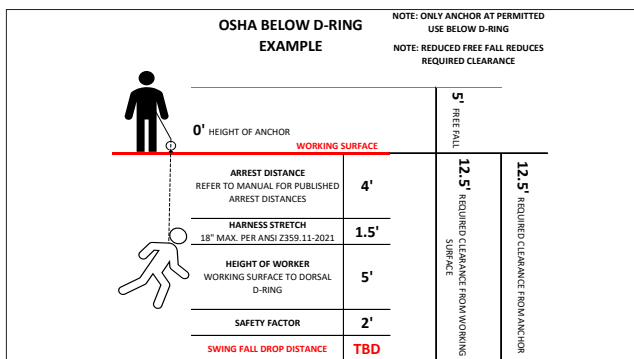 OSHA BELOW D-RING
EXAMPLE
NOTE: ONLY ANCHOR AT PERMITTED
USE BELOW D-RING
NOTE: REDUCED FREE FALL REDUCES
REQUIRED CLEARANCE
0' HEIGHT OF ANCHOR
WORKING SURFACE
5' FREE FALL
ARREST DISTANCE
REFER TO MANUAL FOR PUBLISHED
ARREST DISTANCES
4'
HARNESS STRETCH
18" MAX. PER ANSI Z359.11-2021
1.5'
HEIGHT OF WORKER
WORKING SURFACE TO DORSAL
D-RING
5'
SAFETY FACTOR
2'
SWING FALL DROP DISTANCE
TBD
12.5' REQUIRED CLEARANCE FROM WORKING
SURFACE
12.5' REQUIRED CLEARANCE FROM ANCHOR